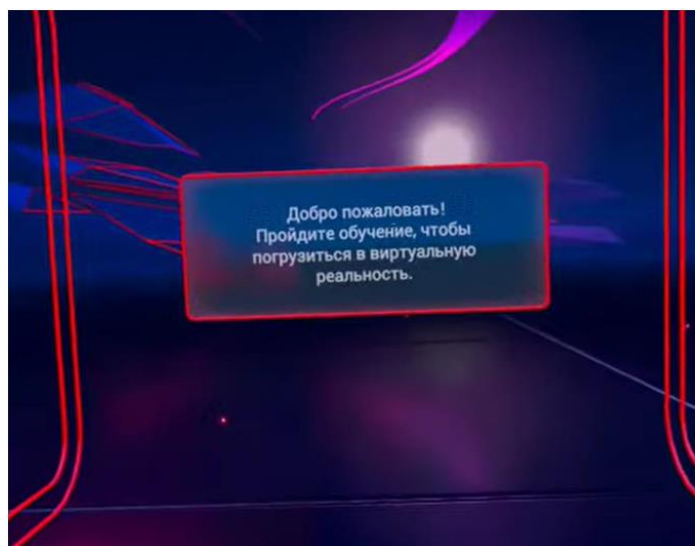 Добро пожаловать!
Пройдите обучение, чтобы
погрузиться в виртуальную
реальность.